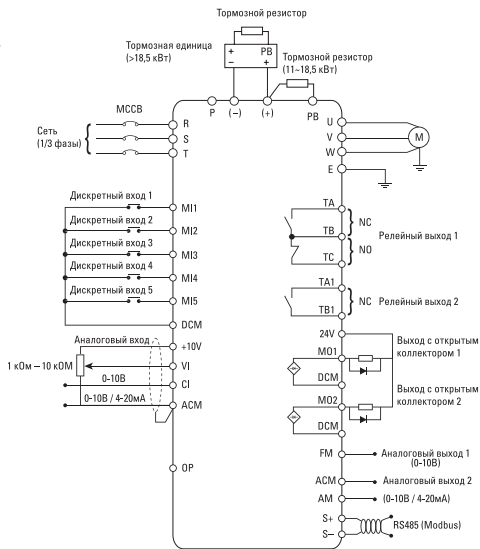 Тормозной резистор
Тормозная единица
(>18,5 кВт)
+ PB
− +
Тормозной резистор
(11~18,5 кВт)
P (−) (+) PB
MCCB
Сеть
(1/3 фазы)
R
S
T
U
V
W
M
E
Дискретный вход 1
MI1
Дискретный вход 2
MI2
Дискретный вход 3
MI3
Дискретный вход 4
MI4
Дискретный вход 5
MI5
DCM
TA
NC
TB
Релейный выход 1
NO
TC
TA1
NC Релейный выход 2
TB1
Аналоговый вход
+10V
1 кОм – 10 кОМ
VI
0-10В
CI
0-10В / 4-20мА
ACM
OP
24V
MO1
Выход с открытым
коллектором 1
DCM
MO2
Выход с открытым
коллектором 2
DCM
FM
Аналоговый выход 1
(0-10В)
ACM
Аналоговый выход 2
AM
(0-10В / 4-20мА)
S+
RS485 (Modbus)
S−